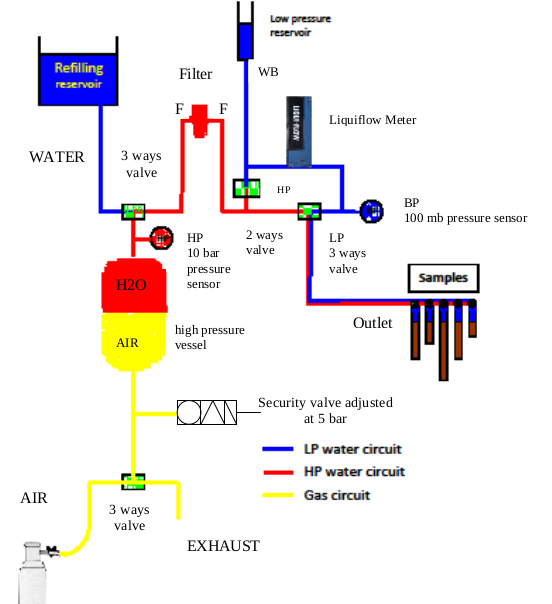 Low pressure
reservoir
Refilling
reservoir
WB
Filter
F
F
LIQUI-FLOW
Liquiflow Meter
WATER
3 ways
valve
HP
BP
100 mb pressure sensor
HP
HP
10 bar
pressure
sensor
2 ways
valve
LP
3 ways
valve
H2O
Samples
AIR
high pressure
vessel
Outlet
Security valve adjusted
at 5 bar
LP water circuit
HP water circuit
Gas circuit
AIR
3 ways
valve
EXHAUST